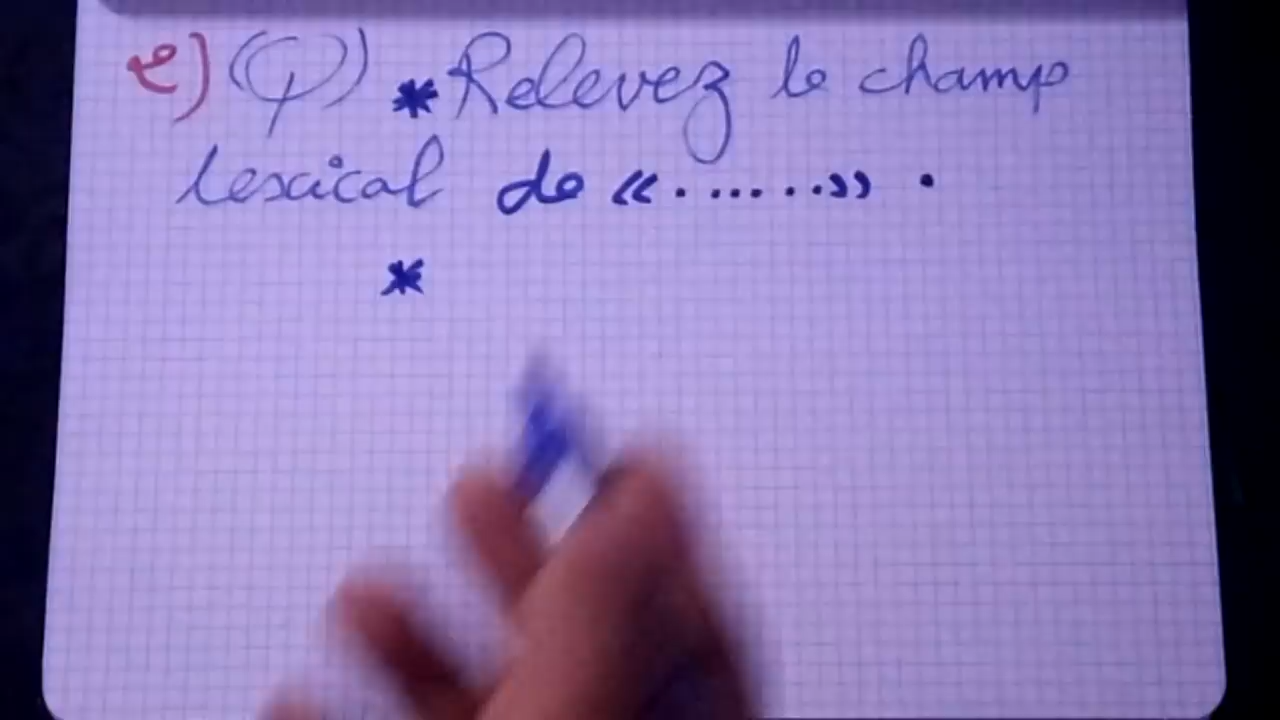 e) (Q) * Relevez le champ
lexical de «.......» .
*